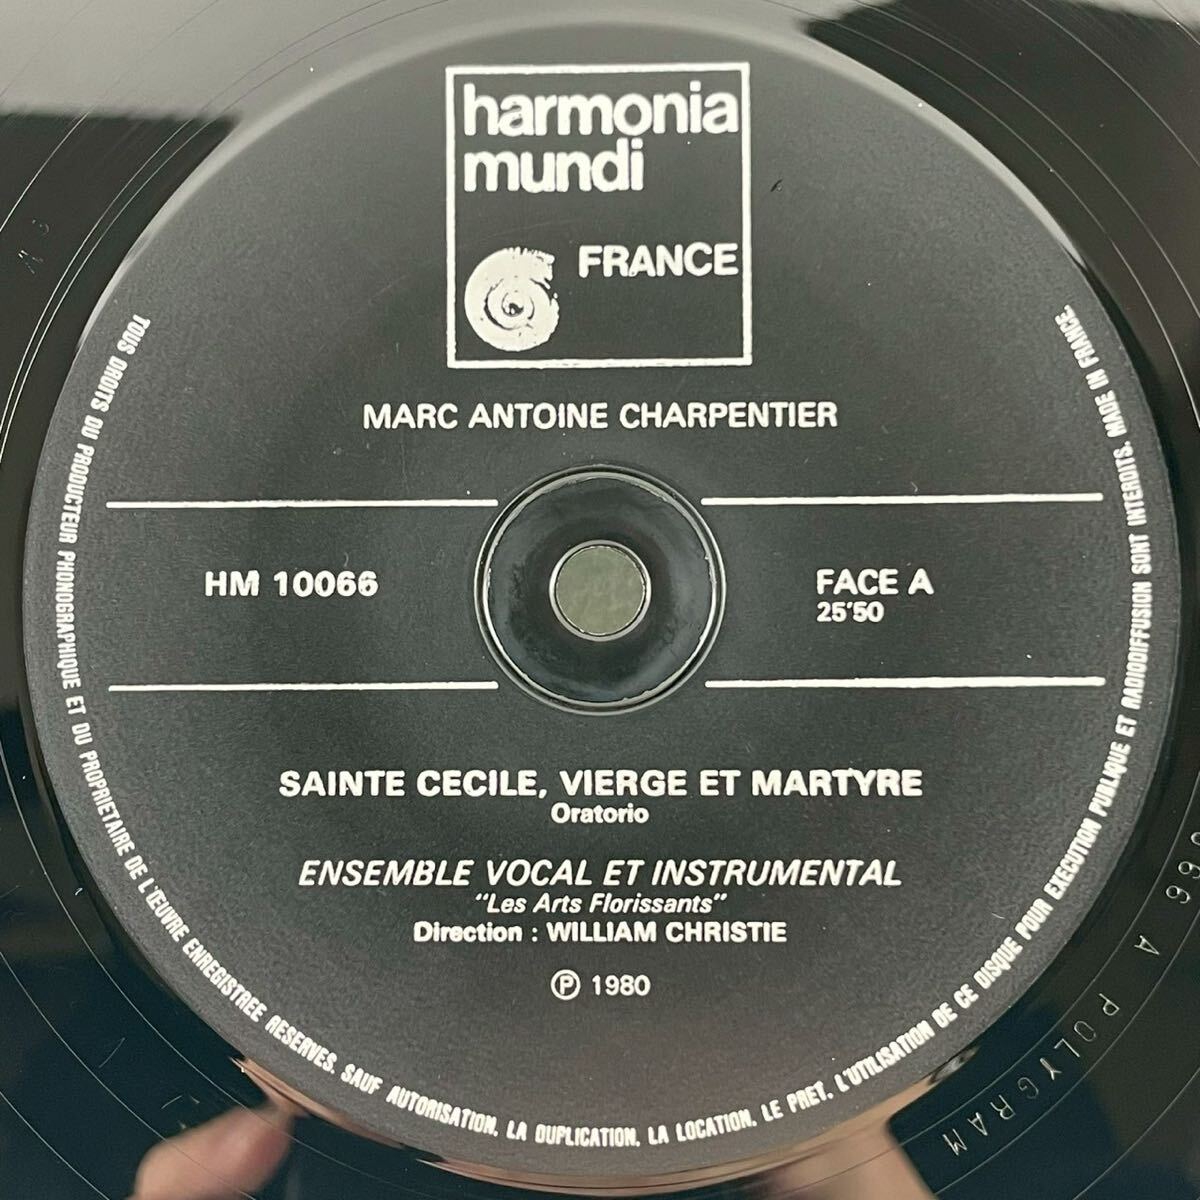 harmonia
mundi
FRANCE
MARC ANTOINE CHARPENTIER
HM 10066
FACE A
25'50
SAINTE CECILE, VIERGE ET MARTYRE
Oratorio
ENSEMBLE VOCAL ET INSTRUMENTAL
"Les Arts Florissants"
Direction : WILLIAM CHRISTIE
Ⓟ 1980
TOUS DROITS DU PRODUCTEUR PHONOGRAPHIQUE ET DU PROPRIETAIRE DE L'ŒUVRE ENREGISTREE RESERVES. SAUF AUTORISATION, LA DUPLICATION, LA LOCATION, LE PRET, L'UTILISATION DE CE DISQUE POUR EXECUTION PUBLIQUE ET RADIODIFFUSION SONT INTERDITS. MADE IN FRANCE.
066 A POLYGRAM